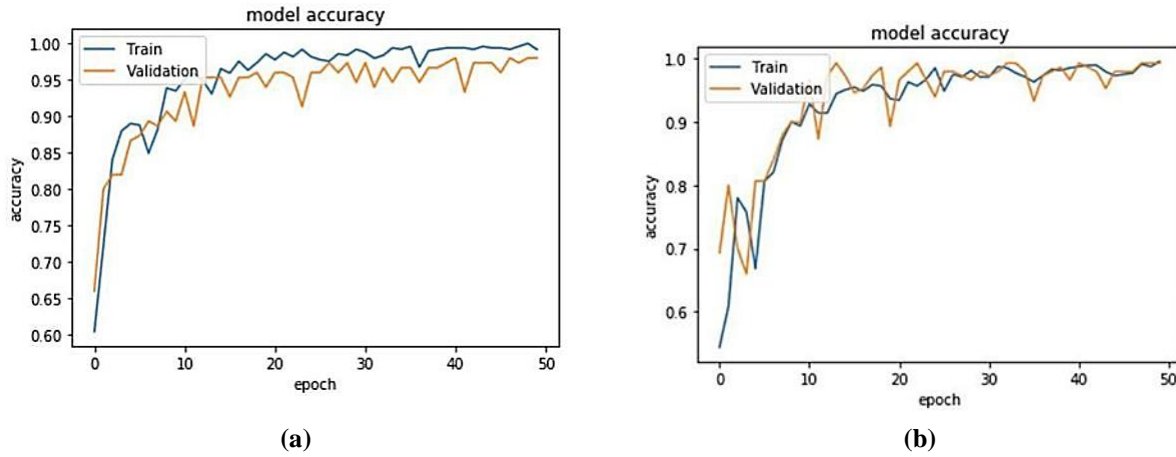 model accuracy
1.00
0.95
0.90
0.85
0.80
0.75
0.70
0.65
0.60
accuracy
Train
Validation
0
10
20
30
40
50
epoch
(a)
model accuracy
1.0
0.9
0.8
0.7
0.6
accuracy
Train
Validation
0
10
20
30
40
50
epoch
(b)